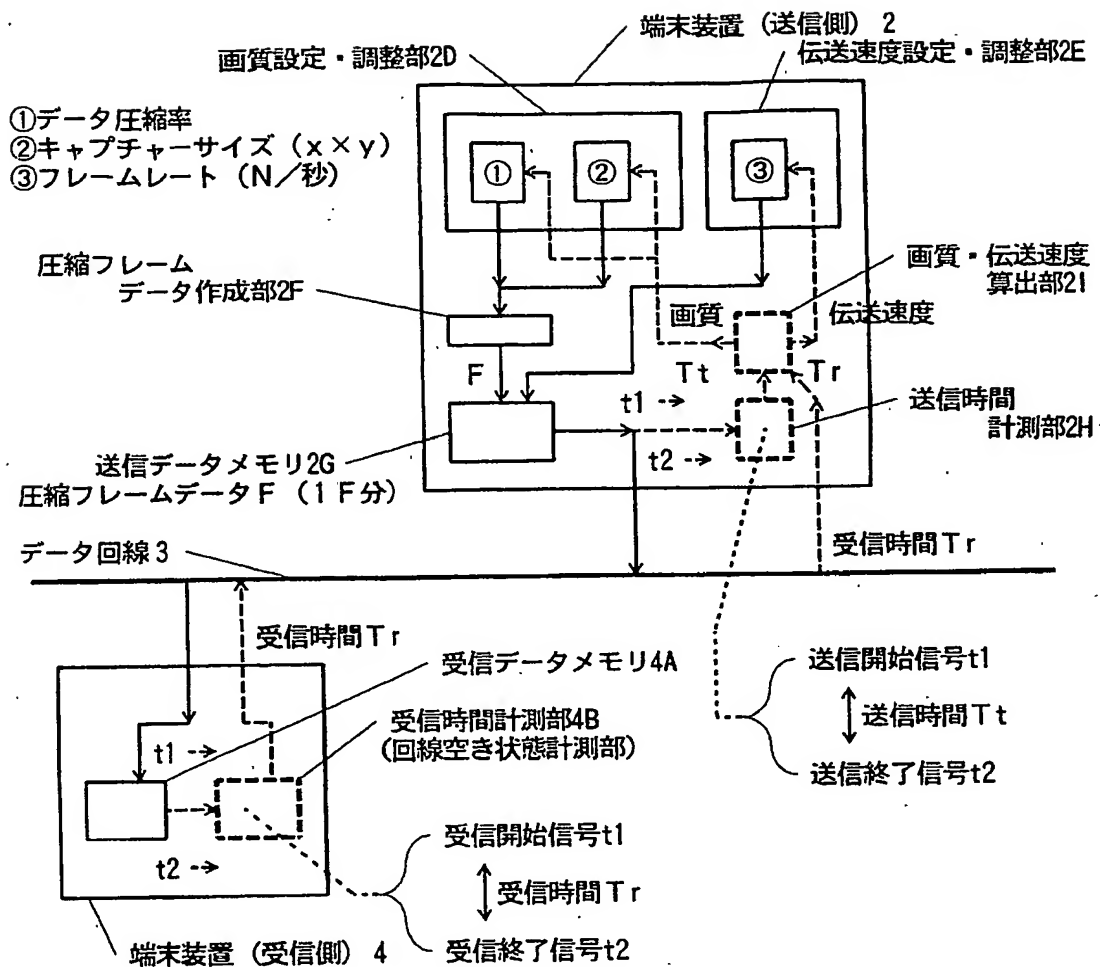 端末装置（送信側）2
画質設定・調整部2D
伝送速度設定・調整部2E
①データ圧縮率
②キャプチャーサイズ（x×y）
③フレームレート（N／秒）
①
②
③
圧縮フレーム
データ作成部2F
画質・伝送速度
算出部2I
画質
伝送速度
F
Tt
Tr
t1
送信時間
計測部2H
t2
送信データメモリ2G
圧縮フレームデータF（1F分）
データ回線3
受信時間Tr
受信時間Tr
受信データメモリ4A
送信開始信号t1
受信時間計測部4B
(回線空き状態計測部)
送信時間Tt
t1
送信終了信号t2
受信開始信号t1
t2
受信時間Tr
端末装置（受信側）4
受信終了信号t2